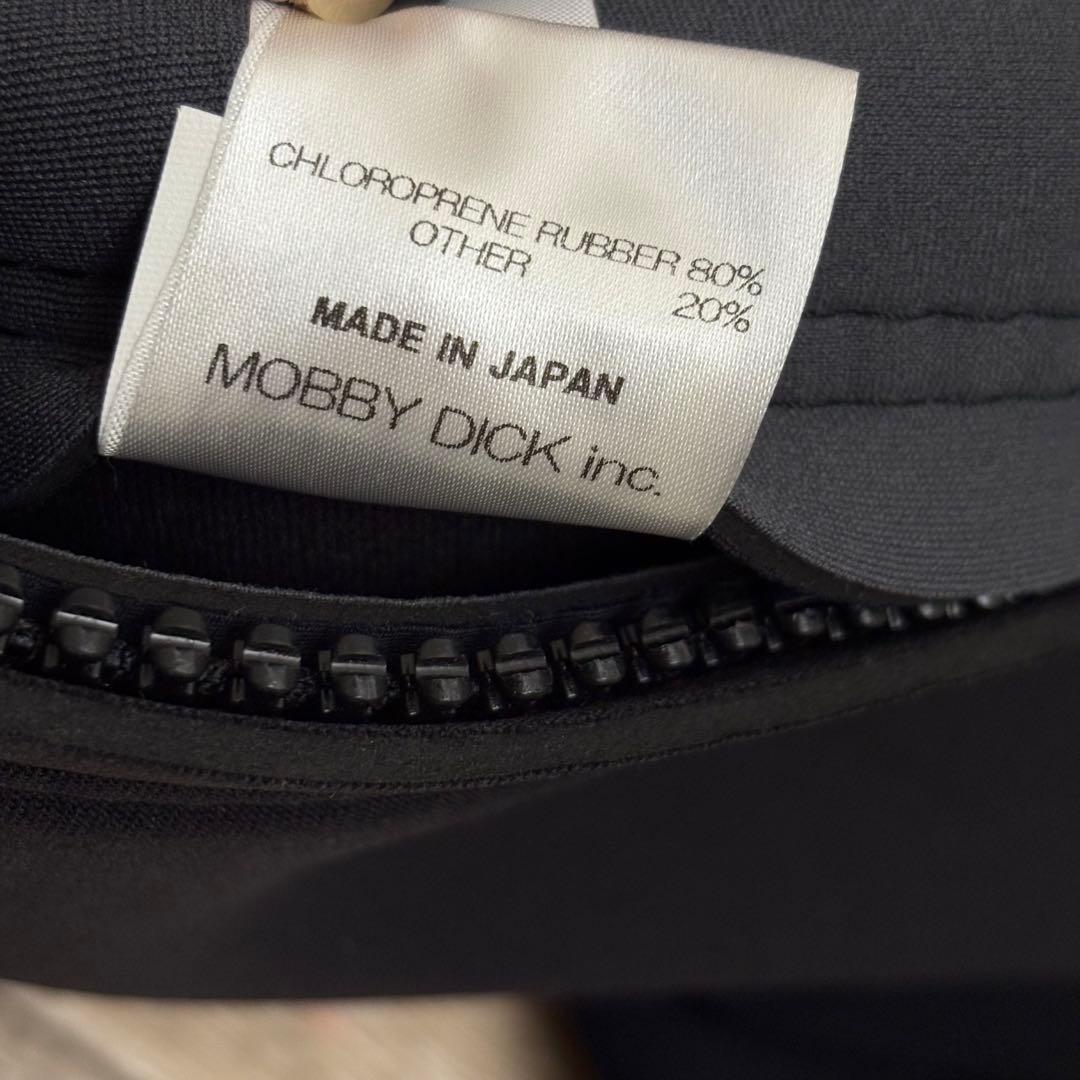 CHLOROPRENE RUBBER 80%
OTHER 20%
MADE IN JAPAN
MOBBY DICK inc.